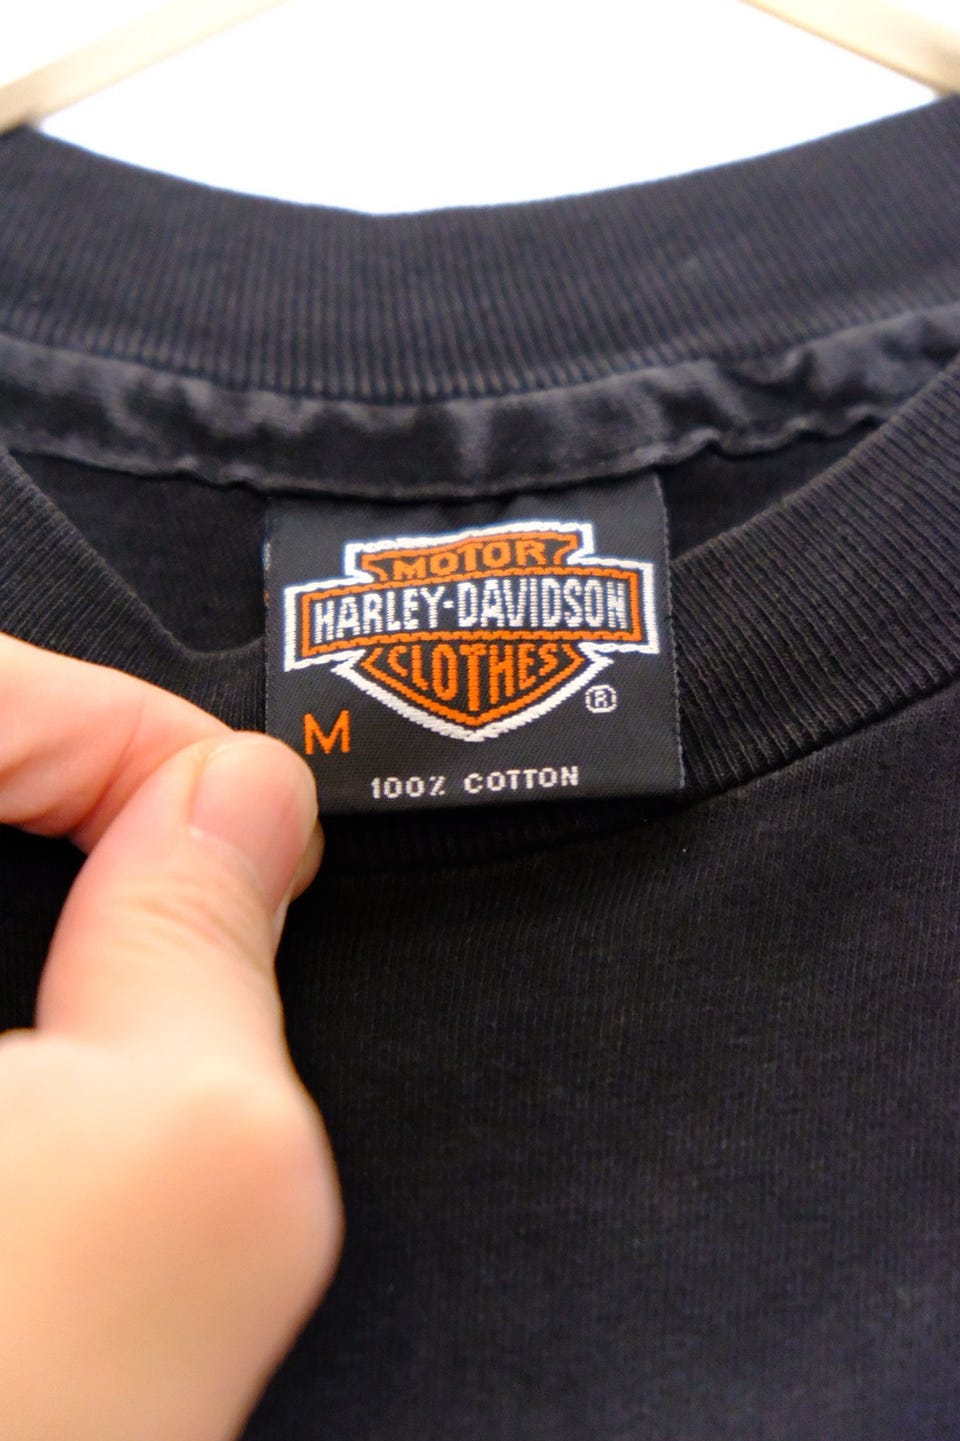 MOTOR
HARLEY-DAVIDSON
CLOTHES
®
M
100% COTTON